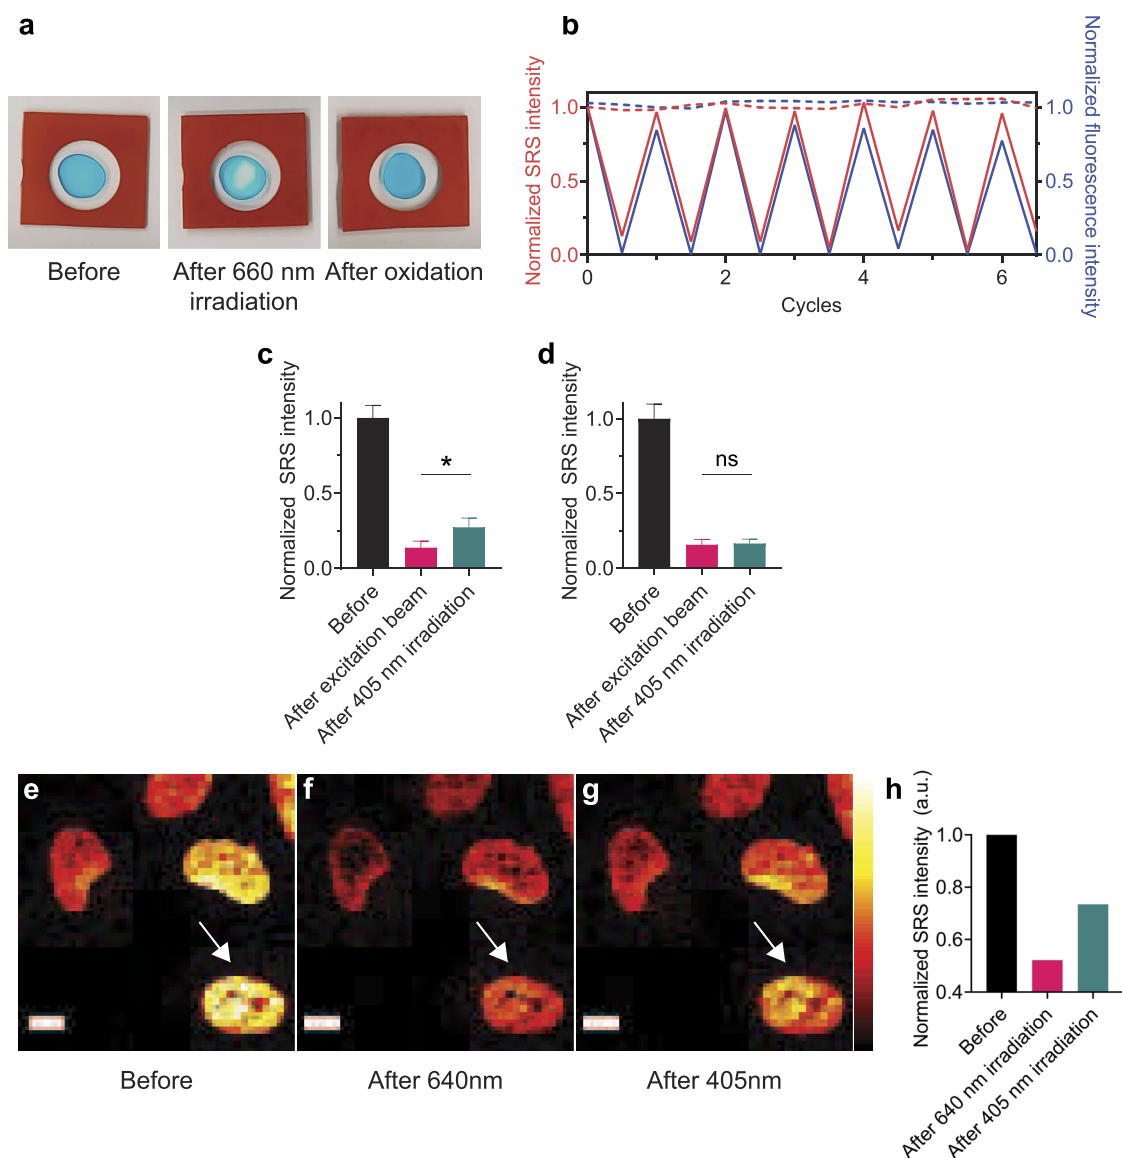 a
Before
After 660 nm
irradiation
After oxidation
b
Normalized SRS intensity
Normalized fluorescence intensity
1.0
0.5
0.0
1.0
0.5
0.0
0
2
4
6
Cycles
c
Normalized SRS intensity
1.0
0.5
0.0
*
Before
After excitation beam
After 405 nm irradiation
d
Normalized SRS intensity
1.0
0.5
0.0
ns
Before
After excitation beam
After 405 nm irradiation
e
Before
f
After 640nm
g
After 405nm
h
Normalized SRS intensity (a.u.)
1.0
0.8
0.6
0.4
Before
After 640 nm irradiation
After 405 nm irradiation